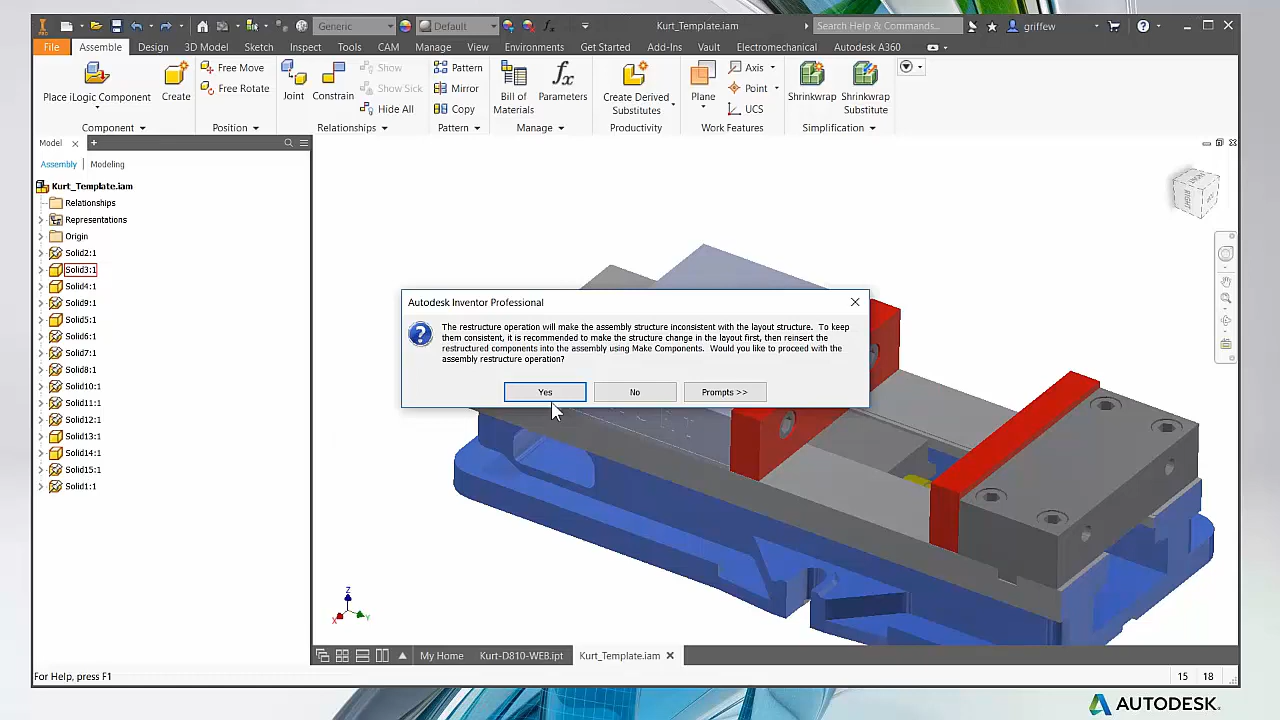 PRO
Generic
Default
fx
Kurt_Template.iam
Search Help & Commands...
griffew
File Assemble Design 3D Model Sketch Inspect Tools CAM Manage View Environments Get Started Add-Ins Vault Electromechanical Autodesk A360
Place iLogic Component
Create
Free Move
Free Rotate
Joint
Constrain
Show
Show Sick
Hide All
Pattern
Mirror
Copy
Bill of
Materials
fx
Parameters
Create Derived
Substitutes
Plane
Axis
Point
UCS
Shrinkwrap
Shrinkwrap
Substitute
Component Position Relationships Pattern Manage Productivity Work Features Simplification
Model
Assembly Modeling
Kurt_Template.iam
Relationships
Representations
Origin
Solid2:1
Solid3:1
Solid4:1
Solid9:1
Solid5:1
Solid6:1
Solid7:1
Solid8:1
Solid10:1
Solid11:1
Solid12:1
Solid13:1
Solid14:1
Solid15:1
Solid1:1
Autodesk Inventor Professional
The restructure operation will make the assembly structure inconsistent with the layout structure. To keep
them consistent, it is recommended to make the structure change in the layout first, then reinsert the
restructured components into the assembly using Make Components. Would you like to proceed with the
assembly restructure operation?
Yes No Prompts >>
Z
X
Y
My Home Kurt-D810-WEB.ipt Kurt_Template.iam
For Help, press F1
15 18
AUTODESK.